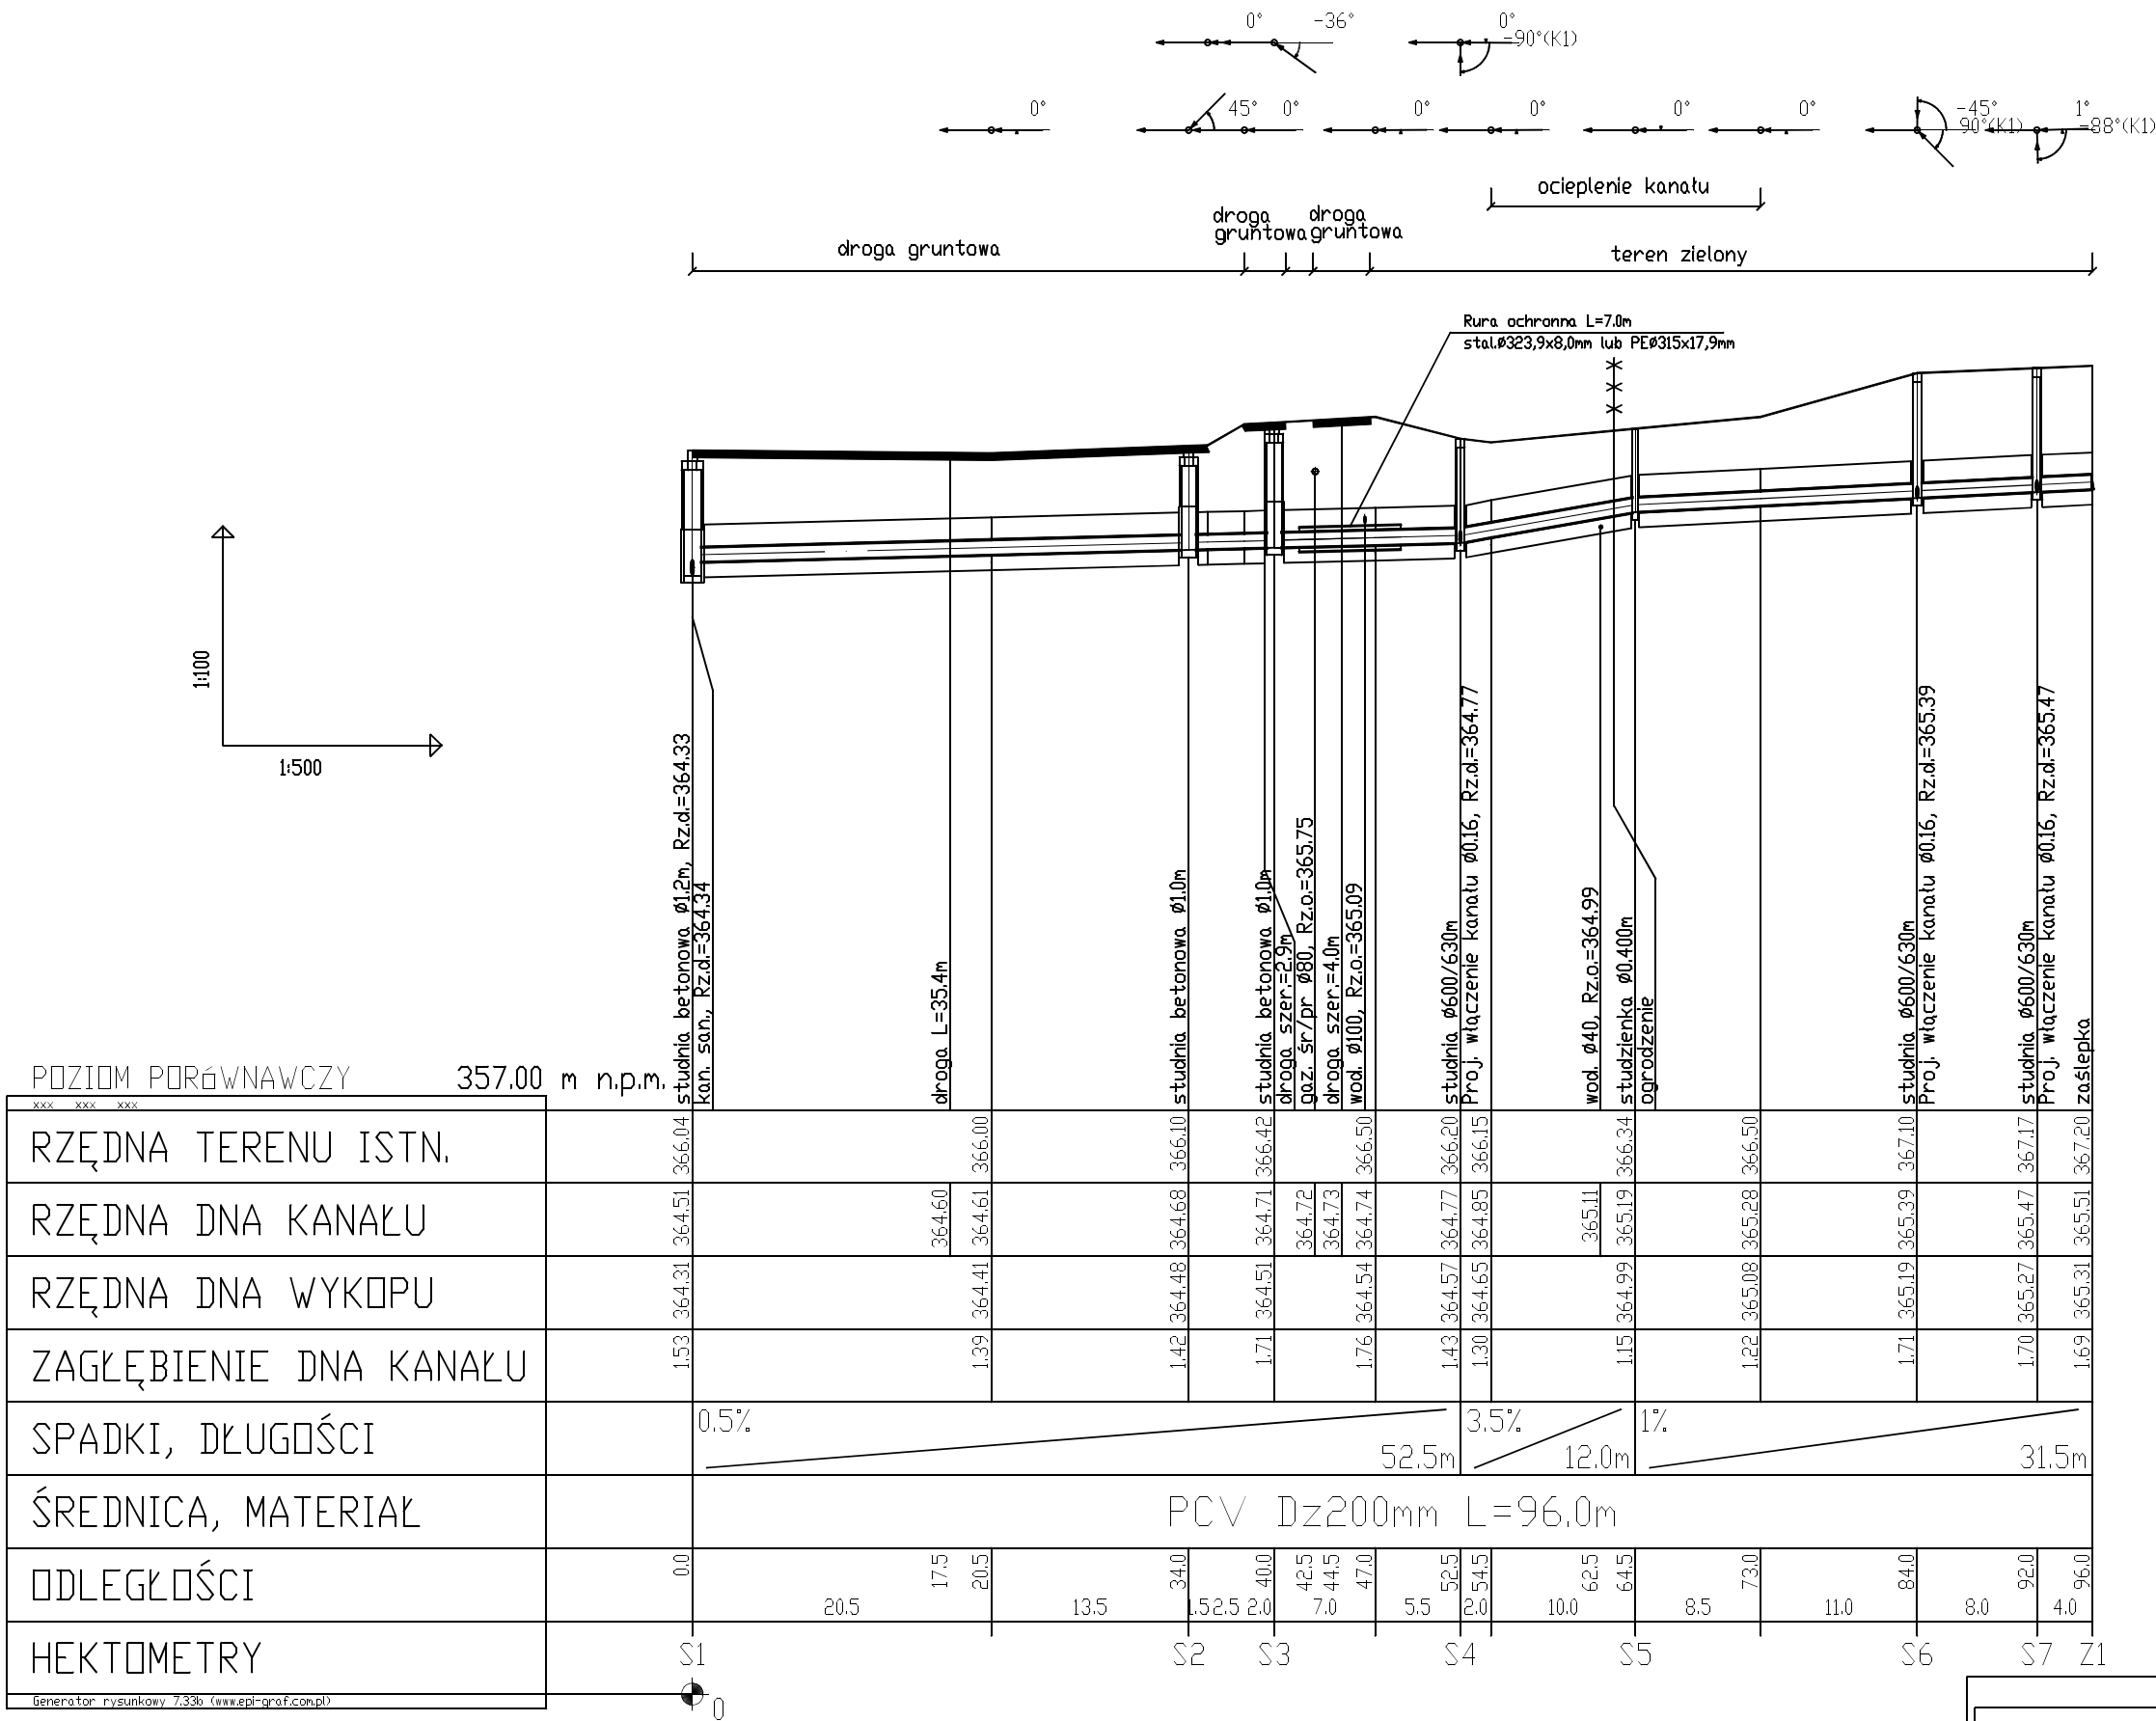 0° -36° 0°
-90°(K1)
0° 45° 0° 0° 0° 0° 0° -45° 1°
90°(K1) -88°(K1)
ocieplenie kanału
droga gruntowa
droga
gruntowa
droga
gruntowa
teren zielony
Rura ochronna L=7.0m
stal.Ø323,9x8,0mm lub PEØ315x17,9mm
1:100
1:500
studnia betonowa Ø1.2m, Rz.d.=364.33
kan. san., Rz.d.=364.34
droga L=35.4m
studnia betonowa Ø1.0m
studnia betonowa Ø1.0m
droga szer.=2.9m
gaz. śr/pr Ø80, Rz.o.=365.75
droga szer.=4.0m
wod. Ø100, Rz.o.=365.09
studnia Ø600/630m
Proj. włączenie kanału Ø0.16, Rz.d.=364.77
wod. Ø40, Rz.o.=364.99
studzienka Ø0.400m
ogrodzenie
studnia Ø600/630m
Proj. włączenie kanału Ø0.16, Rz.d.=365.39
studnia Ø600/630m
Proj. włączenie kanału Ø0.16, Rz.d.=365.47
zaślepka
POZIOM PORóWNAWCZY 357.00 m n.p.m.
xxx xxx xxx
RZĘDNA TERENU ISTN. 366.04 366.00 366.10 366.42 366.50 366.20 366.15 366.34 366.50 367.10 367.17 367.20
RZĘDNA DNA KANAŁU 364.51 364.60 364.61 364.68 364.71 364.72 364.73 364.74 364.77 364.85 365.11 365.19 365.28 365.39 365.47 365.51
RZĘDNA DNA WYKOPU 364.31 364.41 364.48 364.51 364.54 364.57 364.65 364.99 365.08 365.19 365.27 365.31
ZAGŁĘBIENIE DNA KANAŁU 1.53 1.39 1.42 1.71 1.76 1.43 1.30 1.15 1.22 1.71 1.70 1.69
SPADKI, DŁUGOŚCI 0.5% 52.5m 3.5% 12.0m 1% 31.5m
ŚREDNICA, MATERIAŁ PCV Dz200mm L=96.0m
ODLEGŁOŚCI 0.0 17.5 20.5 34.0 40.0 42.5 44.5 47.0 52.5 54.5 62.5 64.5 73.0 84.0 92.0 96.0
20.5 13.5 1.5 2.5 2.0 7.0 5.5 2.0 10.0 8.5 11.0 8.0 4.0
HEKTOMETRY S1 S2 S3 S4 S5 S6 S7 Z1
Generator rysunkowy 7.33b (www.epi-graf.com.pl)
0